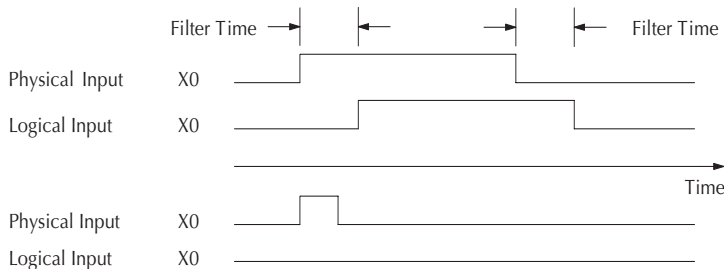 Filter Time Filter Time
Physical Input X0
Logical Input X0
Time
Physical Input X0
Logical Input X0